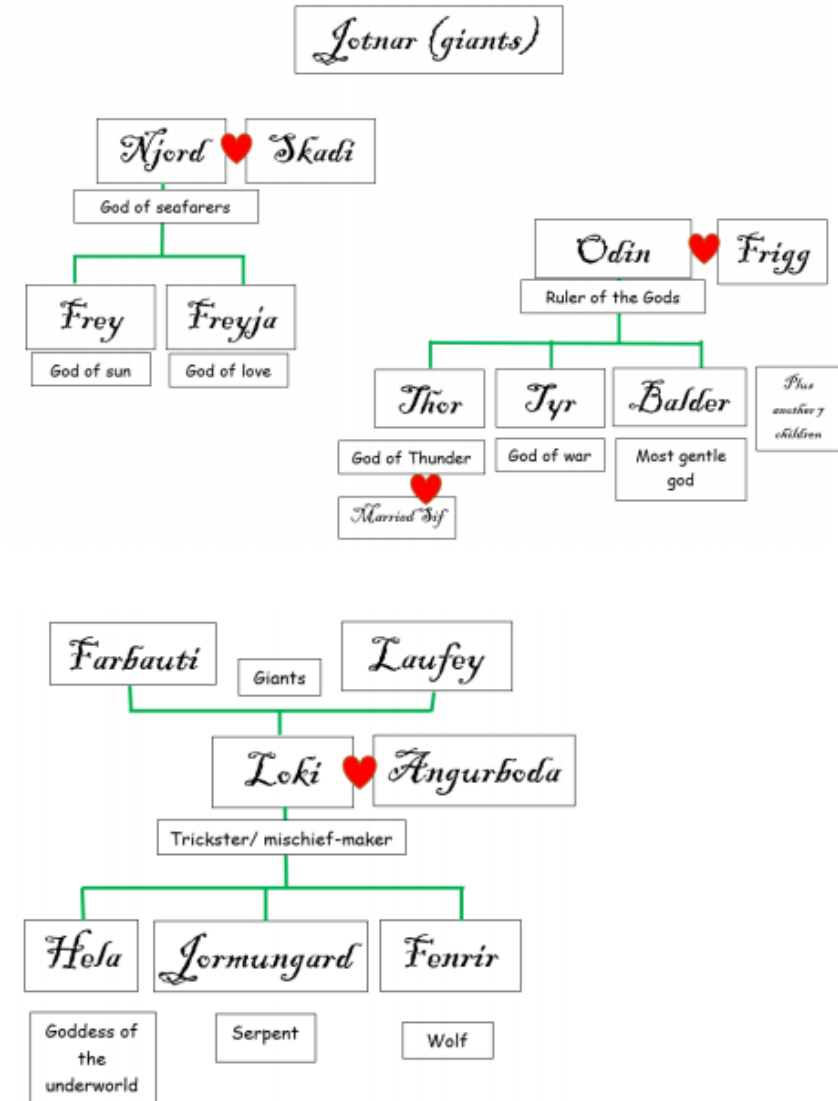 Jotnar (giants)
Njord
Skadi
God of seafarers
Frey
Freyja
God of sun
God of love
Odin
Frigg
Ruler of the Gods
Thor
Tyr
Balder
Plus
another 7
children
God of Thunder
God of war
Most gentle
god
Married Sif
Farbauti
Giants
Laufey
Loki
Angurboda
Trickster/ mischief-maker
Hela
Jormungard
Fenrir
Goddess of
the
underworld
Serpent
Wolf